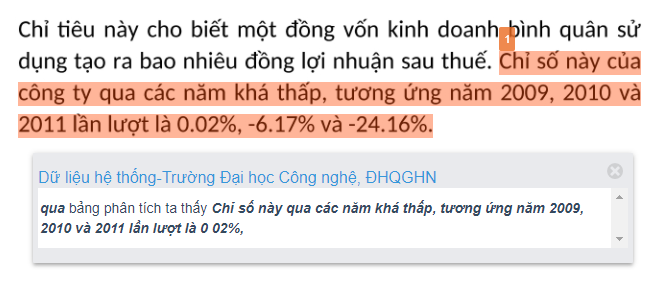 Chỉ tiêu này cho biết một đồng vốn kinh doanh bình quân sử
dụng tạo ra bao nhiêu đồng lợi nhuận sau thuế. Chỉ số này của
công ty qua các năm khá thấp, tương ứng năm 2009, 2010 và
2011 lần lượt là 0.02%, -6.17% và -24.16%.
1
Dữ liệu hệ thống-Trường Đại học Công nghệ, ĐHQGHN
qua bảng phân tích ta thấy Chỉ số này qua các năm khá thấp, tương ứng năm 2009,
2010 và 2011 lần lượt là 0 02%,